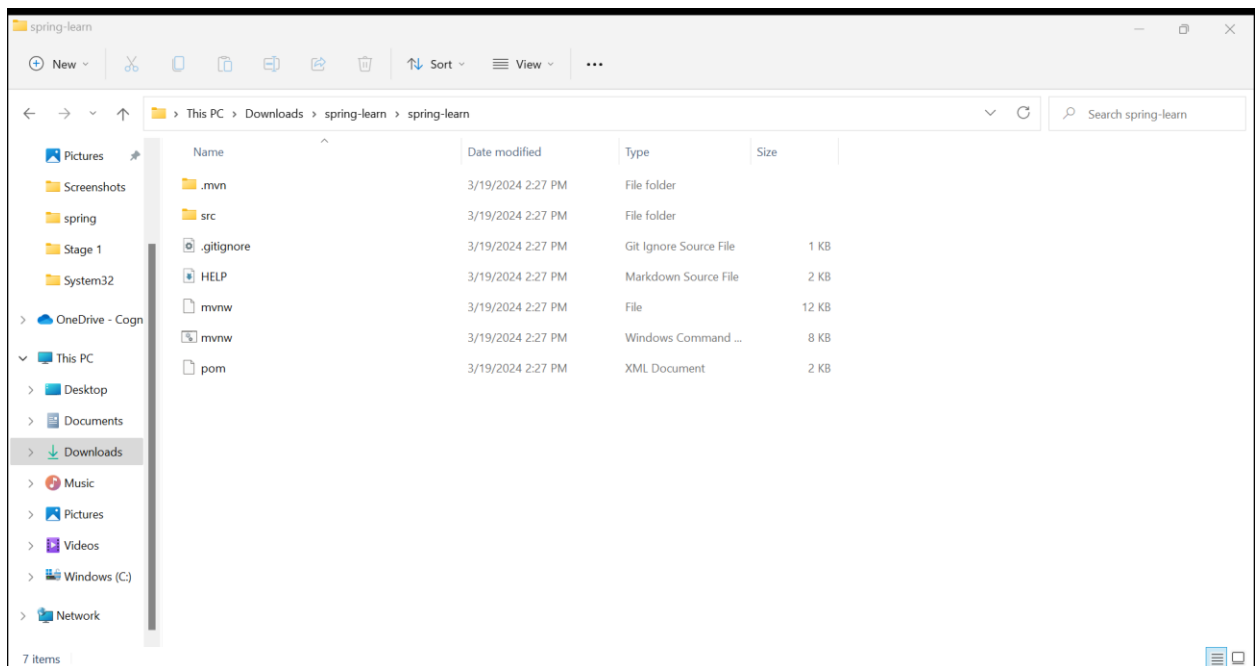 spring-learn
New
Sort
View
This PC > Downloads > spring-learn > spring-learn
Search spring-learn
Pictures
Screenshots
spring
Stage 1
System32
OneDrive - Cogn
This PC
Desktop
Documents
Downloads
Music
Pictures
Videos
Windows (C:)
Network
Name Date modified Type Size
.mvn 3/19/2024 2:27 PM File folder
src 3/19/2024 2:27 PM File folder
.gitignore 3/19/2024 2:27 PM Git Ignore Source File 1 KB
HELP 3/19/2024 2:27 PM Markdown Source File 2 KB
mvnw 3/19/2024 2:27 PM File 12 KB
mvnw 3/19/2024 2:27 PM Windows Command ... 8 KB
pom 3/19/2024 2:27 PM XML Document 2 KB
7 items